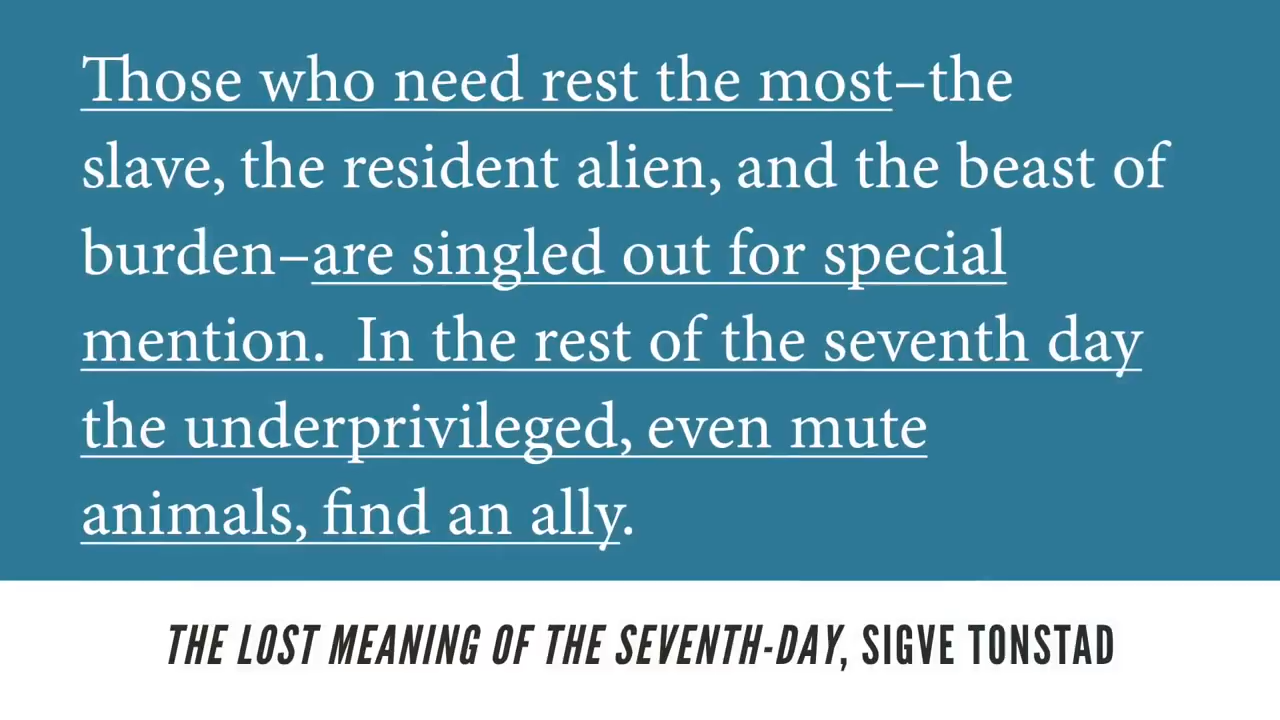 Those who need rest the most–the
slave, the resident alien, and the beast of
burden–are singled out for special
mention.  In the rest of the seventh day
the underprivileged, even mute
animals, find an ally.
THE LOST MEANING OF THE SEVENTH-DAY, SIGVE TONSTAD